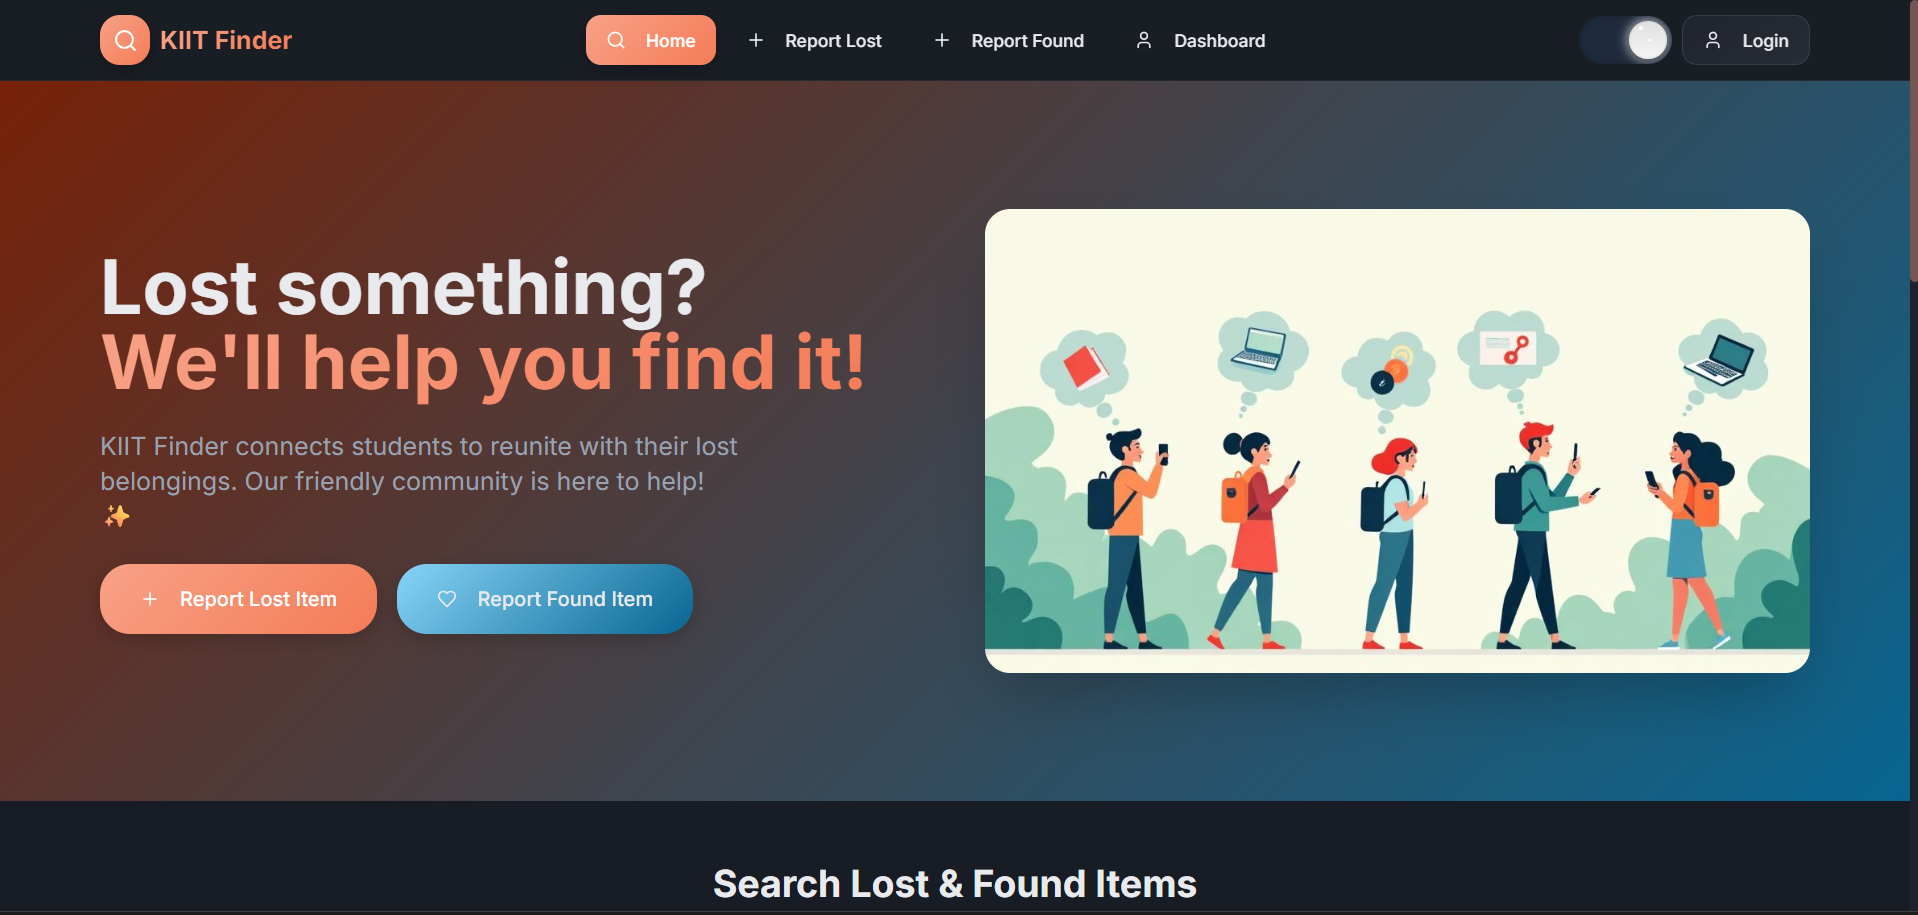 KIIT Finder
Home
Report Lost
Report Found
Dashboard
Login
Lost something?
We'll help you find it!
KIIT Finder connects students to reunite with their lost
belongings. Our friendly community is here to help!
✨
Report Lost Item
Report Found Item
Search Lost & Found Items